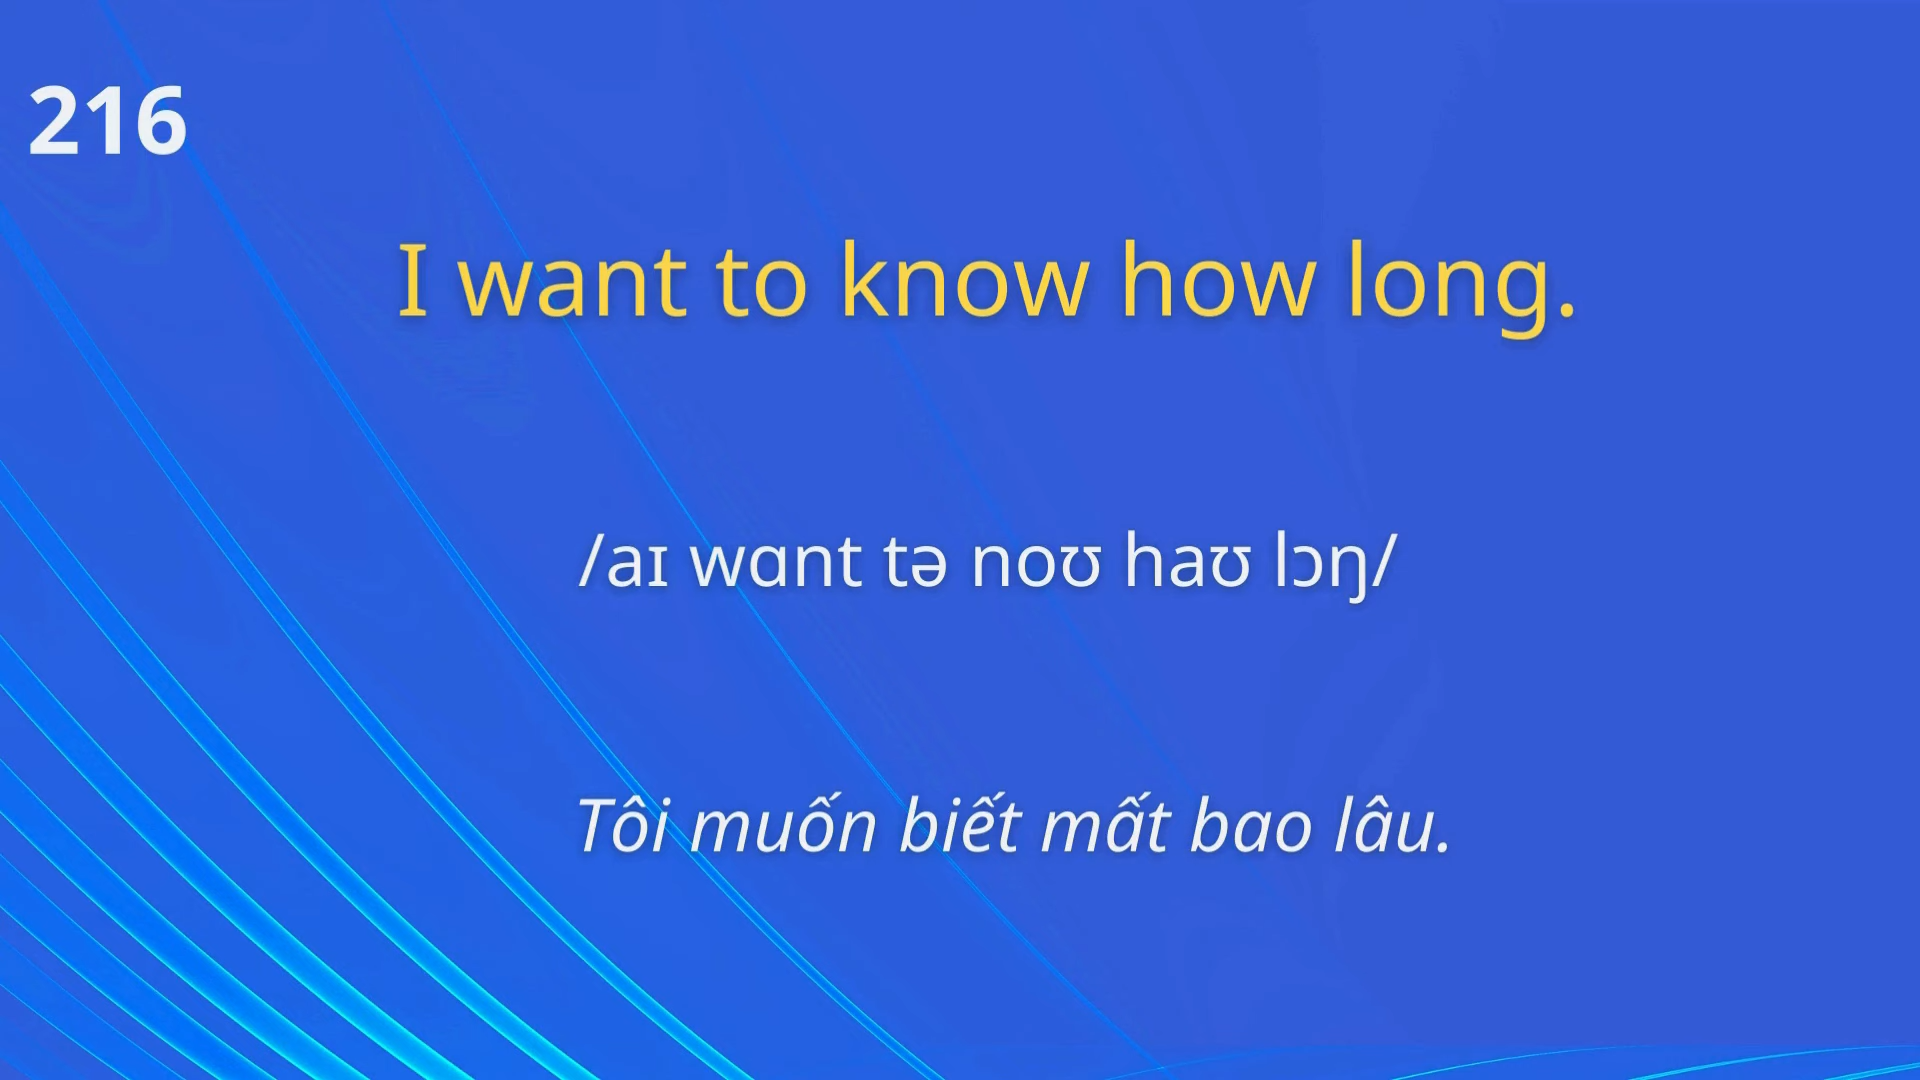 216
I want to know how long.
/aɪ wɑnt tə noʊ haʊ lɔŋ/
Tôi muốn biết mất bao lâu.